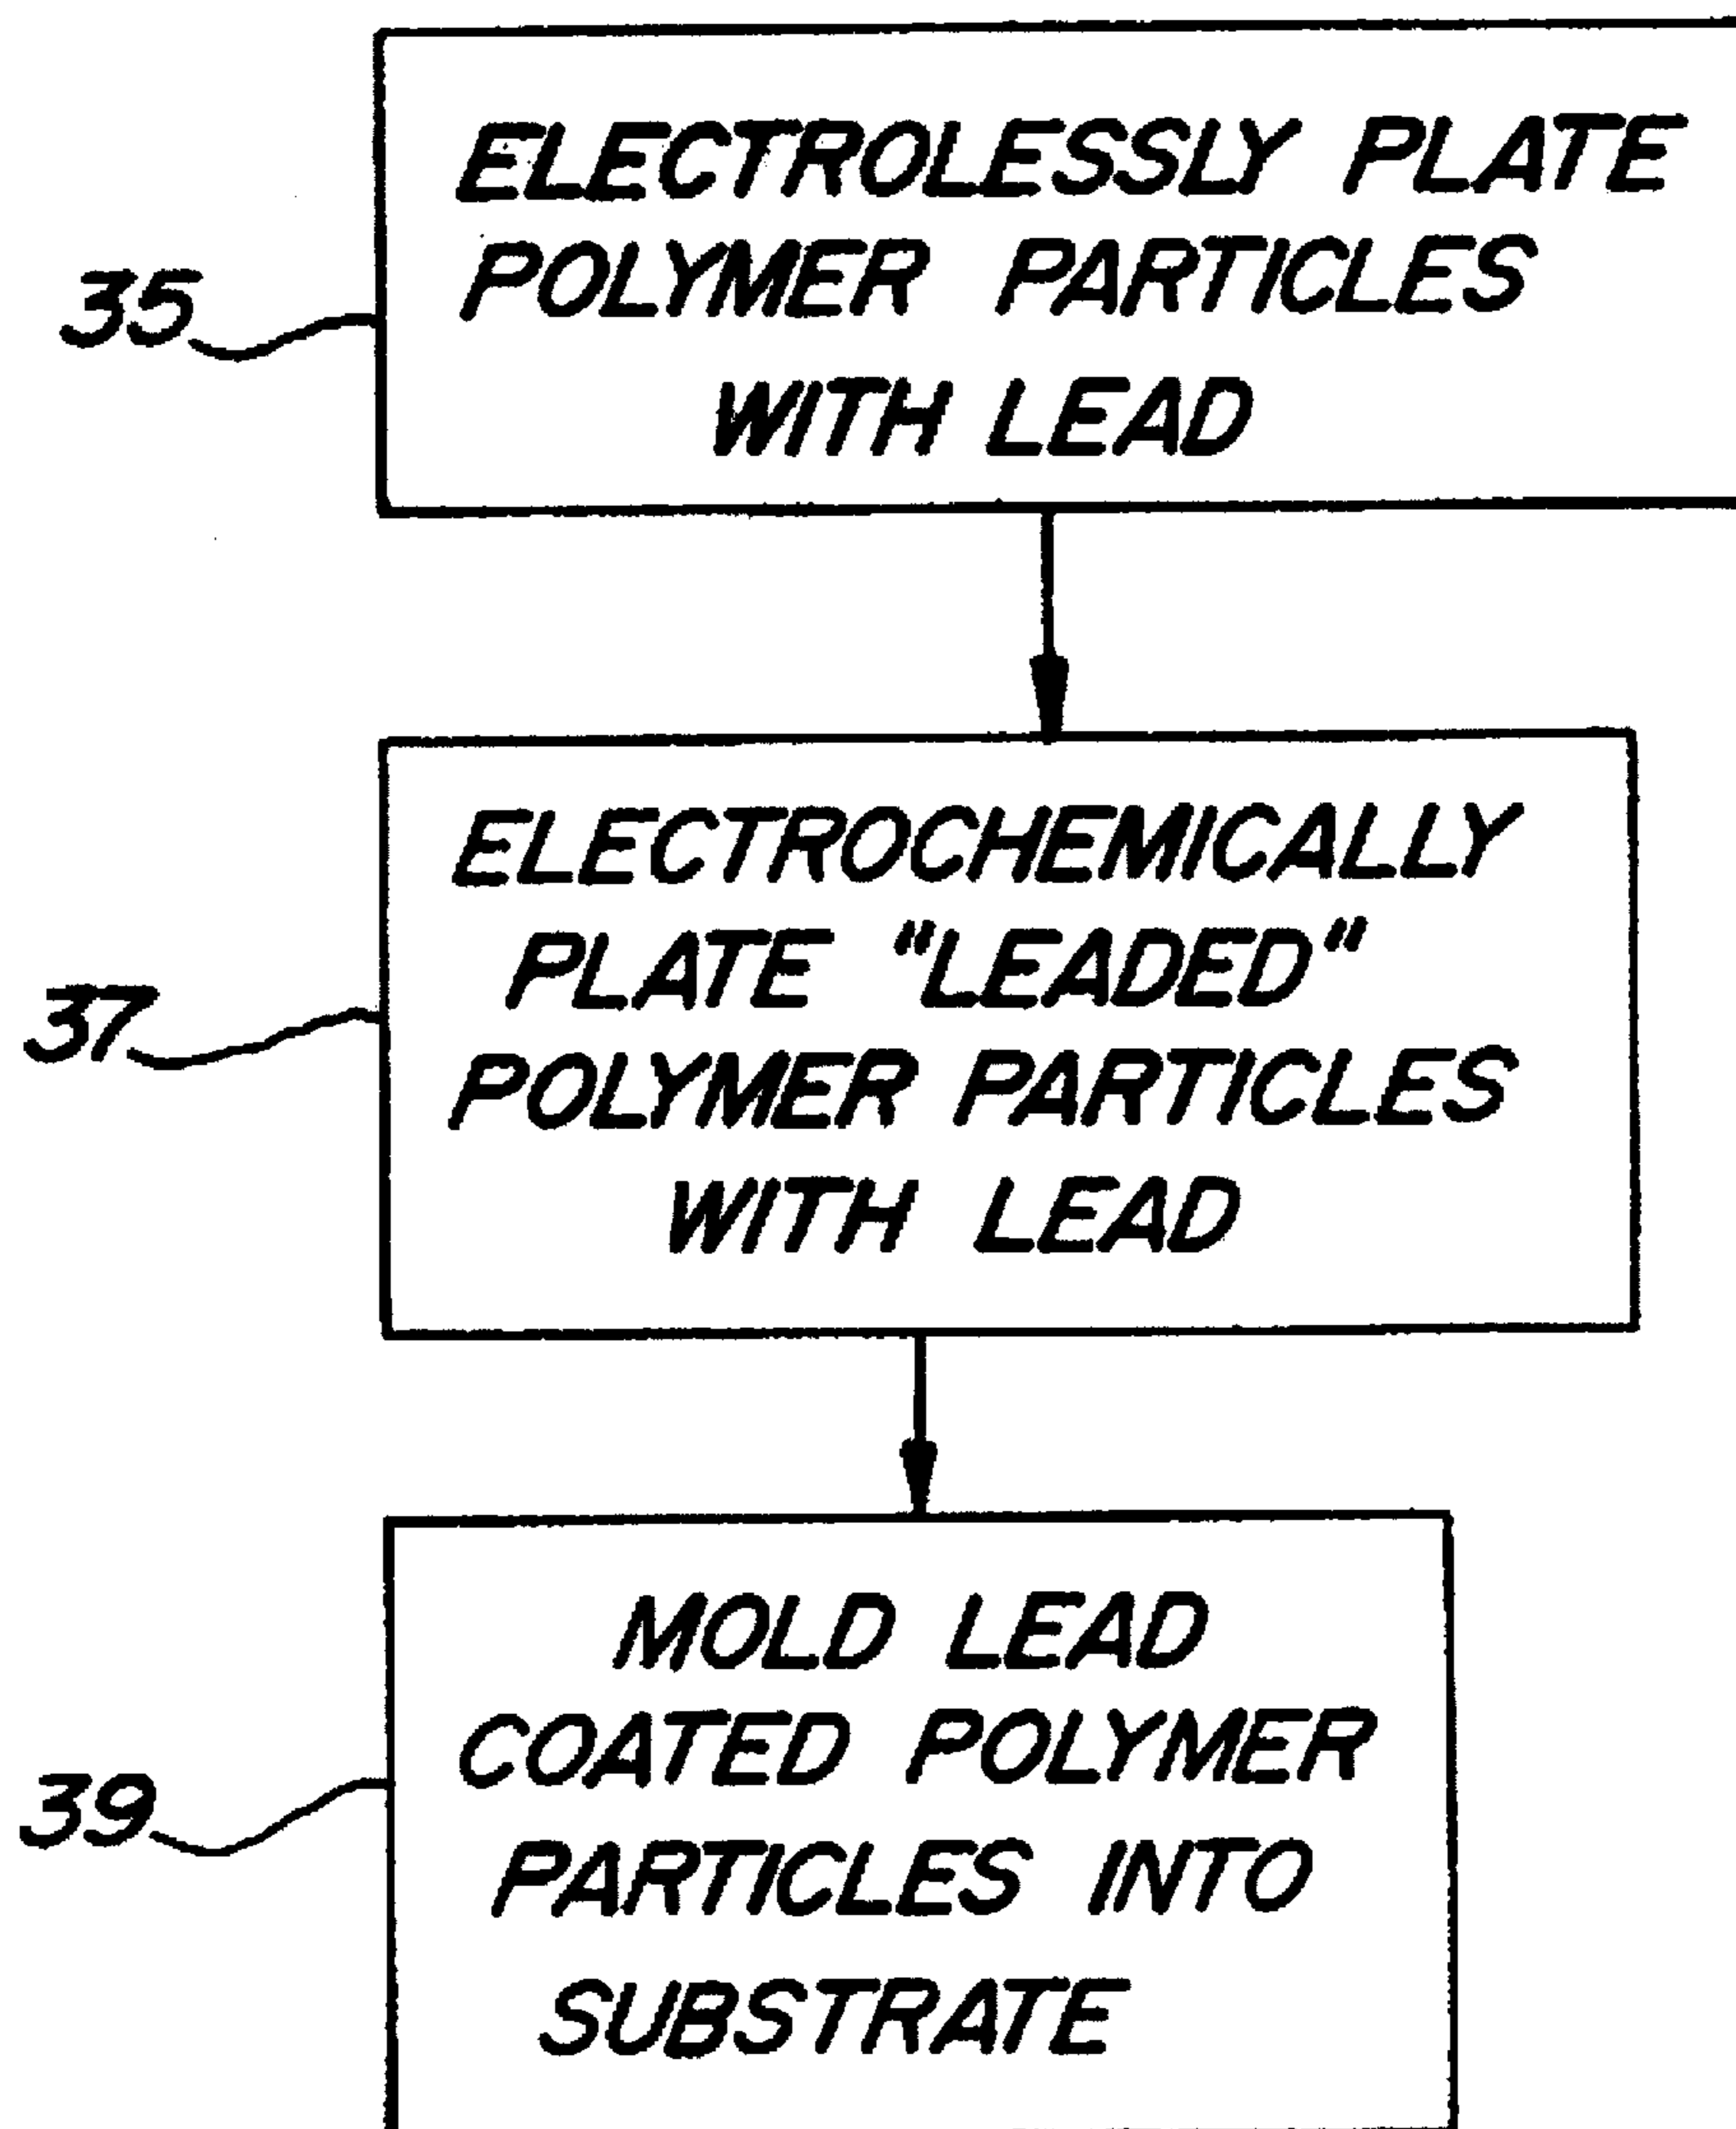 ELECTROLESSLY PLATE
POLYMER PARTICLES
35
WITH LEAD
ELECTROCHEMICALLY
PLATE "LEADED"
37
POLYMER PARTICLES
WITH LEAD
MOLD LEAD
COATED POLYMER
39
PARTICLES INTO
SUBSTRATE